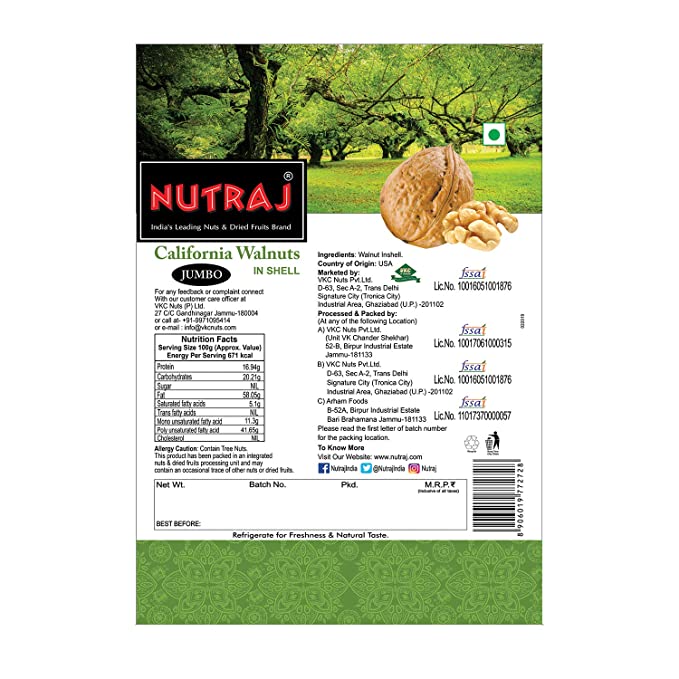 NUTRAJ®
India's Leading Nuts & Dried Fruits Brand
California Walnuts
JUMBO
IN SHELL
For any feedback or complaint connect
With our customer care officer at
VKC Nuts (P) Ltd.
27 C/C Gandhinagar Jammu-180004
or call at- +91-9971095414
or e-mail : info@vkcnuts.com
Nutrition Facts
Serving Size 100g (Approx. Value)
Energy Per Serving 671 kcal
Protein 16.94g
Carbohydrates 20.21g
Sugar NIL
Fat 58.05g
Saturated fatty acids 5.1g
Trans fatty acids NIL
Mono unsaturated fatty acid 11.3g
Poly unsaturated fatty acid 41.65g
Cholesterol NIL
Allergy Caution: Contain Tree Nuts.
This product has been packed in an integrated
nuts & dried fruits processing unit and may
contain an occasional trace of other nuts or dried fruits.
Ingredients: Walnut Inshell.
Country of Origin: USA
Marketed by:
VKC Nuts Pvt.Ltd.
D-63, Sec A-2, Trans Delhi
Signature City (Tronica City)
Industrial Area, Ghaziabad (U.P.) -201102
VKC
fssai
Lic.No. 10016051001876
Processed & Packed by:
(At any of the following Location)
A) VKC Nuts Pvt.Ltd.
(Unit VK Chander Shekhar)
52-B, Birpur Industrial Estate
Jammu-181133
fssai
Lic.No. 10017061000315
B) VKC Nuts Pvt.Ltd.
D-63, Sec A-2, Trans Delhi
Signature City (Tronica City)
Industrial Area, Ghaziabad (U.P.) -201102
fssai
Lic.No. 10016051001876
C) Arham Foods
B-52A, Birpur Industrial Estate
Bari Brahamana Jammu-181133
fssai
Lic.No. 11017370000057
Please read the first letter of batch number
for the packing location.
To Know More
Visit Our Website: www.nutraj.com
NutrajIndia @NutrajIndia Nutraj
Net Wt. Batch No. Pkd. M.R.P.₹
(Inclusive of all taxes)
BEST BEFORE:
8906019772728
Refrigerate for Freshness & Natural Taste.